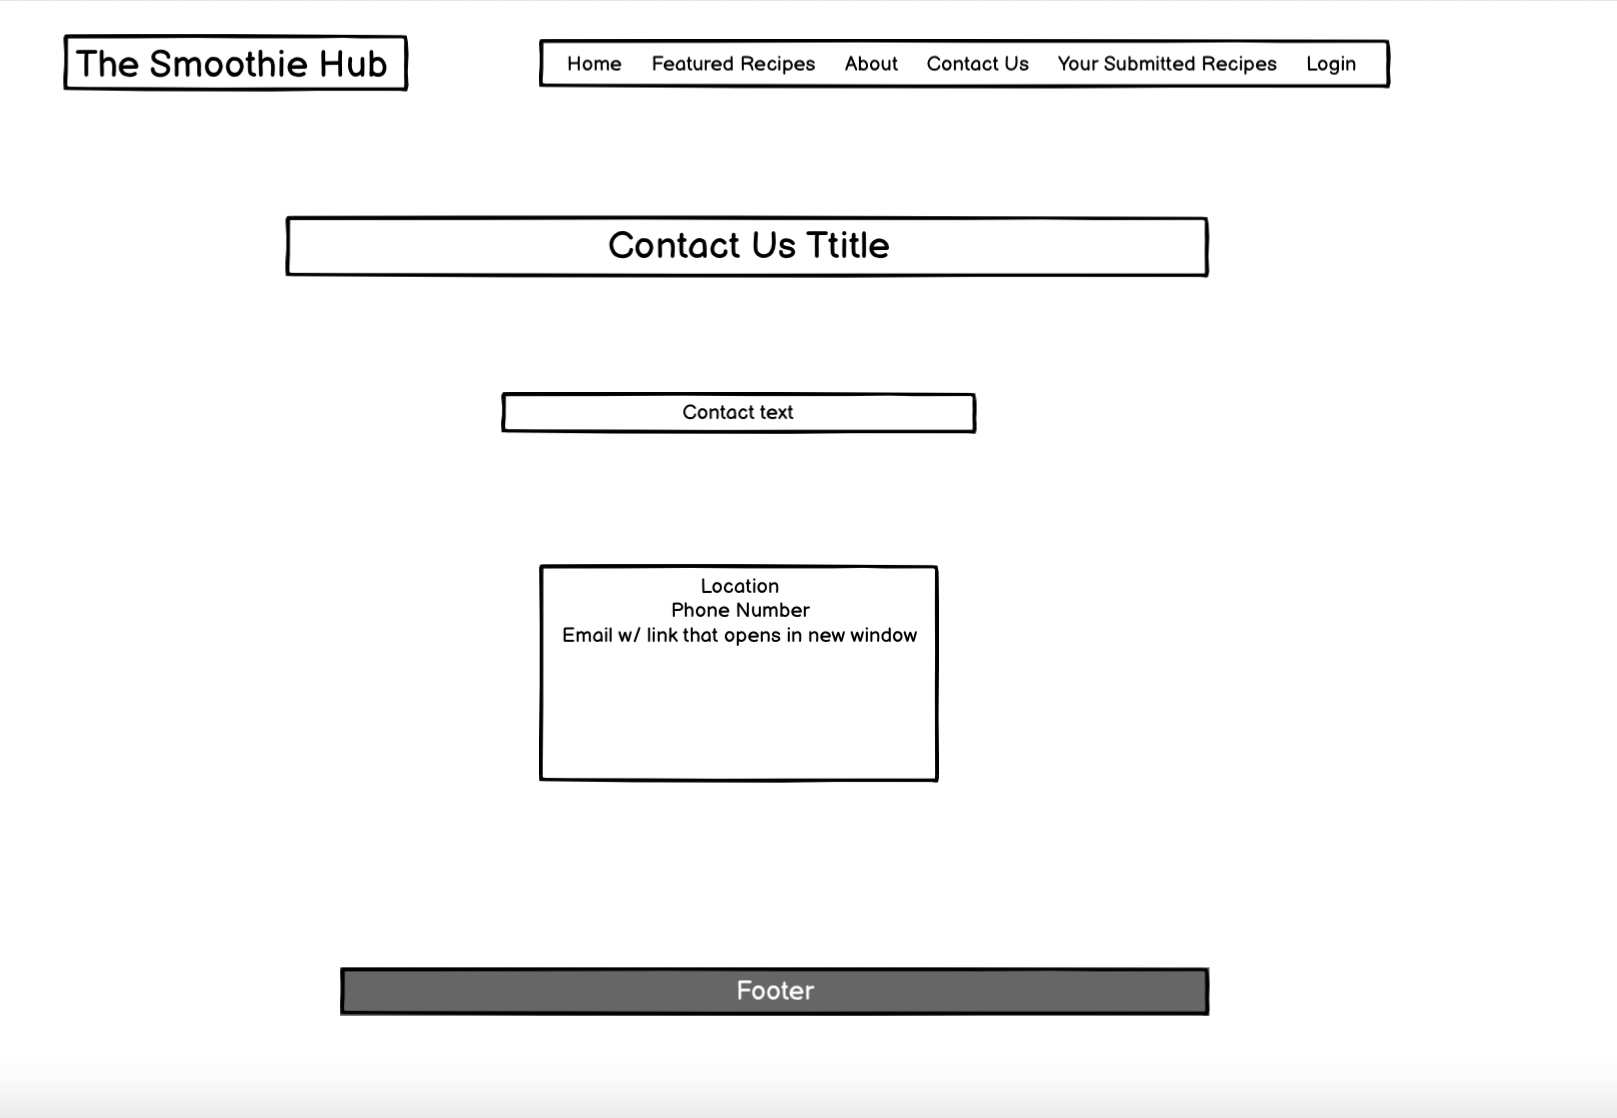 The Smoothie Hub
Home Featured Recipes About Contact Us Your Submitted Recipes Login
Contact Us Ttitle
Contact text
Location
Phone Number
Email w/ link that opens in new window
Footer